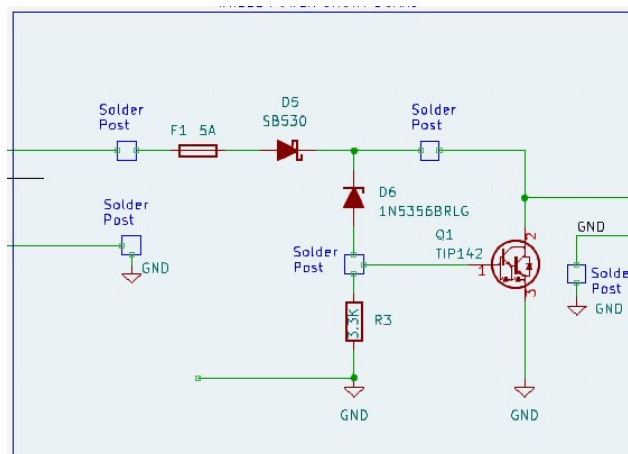 Solder
Post
F1 5A
D5
SB530
Solder
Post
D6
1N5356BRLG
Solder
Post
GND
Solder
Post
Q1
TIP142
1
2
3
GND
Solder
Post
GND
3.3K
R3
GND
GND